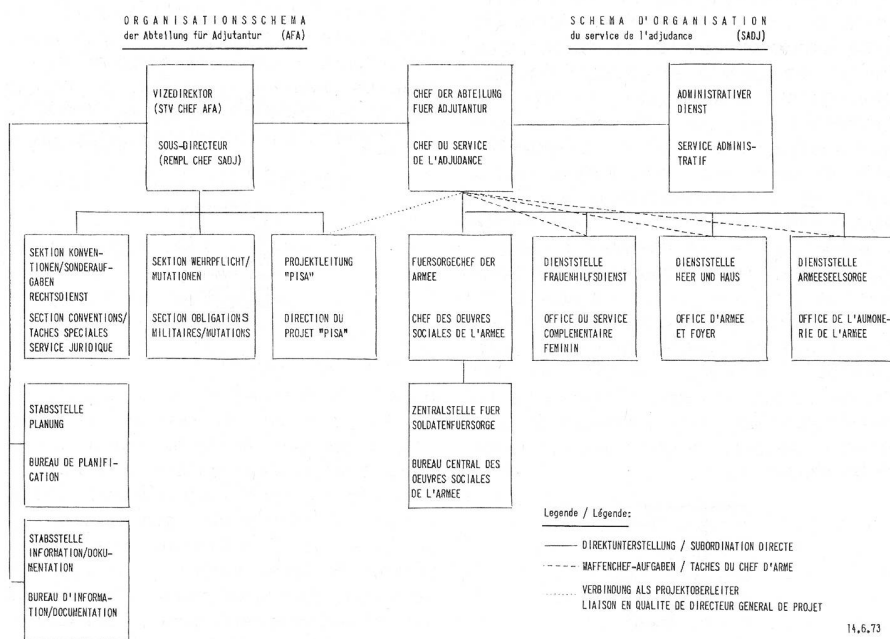 ORGANISATIONSSCHEMA
der Abteilung für Adjutantur (AFA)
SCHEMA D'ORGANISATION
du service de l'adjudance (SADJ)
VIZEDIREKTOR
(STV CHEF AFA)
SOUS-DIRECTEUR
(REMPL CHEF SADJ)
CHEF DER ABTEILUNG
FUER ADJUTANTUR
CHEF DU SERVICE
DE L'ADJUDANCE
ADMINISTRATIVER
DIENST
SERVICE ADMINIS-
TRATIF
SEKTION KONVEN-
TIONEN/SONDERAUF-
GABEN
RECHTSDIENST
SECTION CONVENTIONS/
TACHES SPECIALES
SERVICE JURIDIQUE
SEKTION WEHRPFLICHT/
MUTATIONEN
SECTION OBLIGATIONS
MILITAIRES/MUTATIONS
PROJEKTLEITUNG
"PISA"
DIRECTION DU
PROJET "PISA"
FUERSORGECHEF DER
ARMEE
CHEF DES OEUVRES
SOCIALES DE L'ARMEE
DIENSTSTELLE
FRAUENHILFSDIENST
OFFICE DU SERVICE
COMPLEMENTAIRE
FEMININ
DIENSTSTELLE
HEER UND HAUS
OFFICE D'ARMEE
ET FOYER
DIENSTSTELLE
ARMEESEELSORGE
OFFICE DE L'AUMONE-
RIE DE L'ARMEE
STABSSTELLE
PLANUNG
BUREAU DE PLANIFI-
CATION
ZENTRALSTELLE FUER
SOLDATENFUERSORGE
BUREAU CENTRAL DES
OEUVRES SOCIALES
DE L'ARMEE
STABSSTELLE
INFORMATION/DOKU-
MENTATION
BUREAU D'INFORMA-
TION/DOCUMENTATION
Legende / Légende:
DIREKTUNTERSTELLUNG / SUBORDINATION DIRECTE
WAFFENCHEF-AUFGABEN / TACHES DU CHEF D'ARME
VERBINDUNG ALS PROJEKTOBERLEITER
LIAISON EN QUALITE DE DIRECTEUR GENERAL DE PROJET
14.6.73